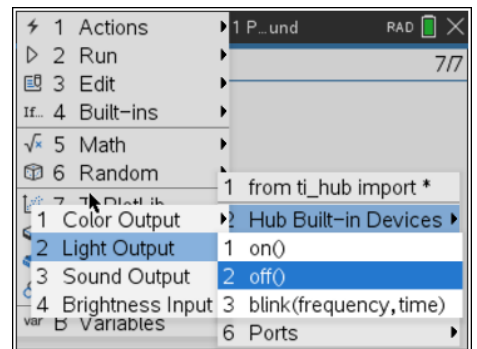 1 Actions
1 P...und
RAD
2 Run
7/7
3 Edit
If... 4 Built-ins
√x 5 Math
6 Random
1 from ti_hub import *
1 Color Output
2 Hub Built-in Devices
2 Light Output
1 on()
3 Sound Output
2 off()
4 Brightness Input
3 blink(frequency,time)
var B Variables
6 Ports